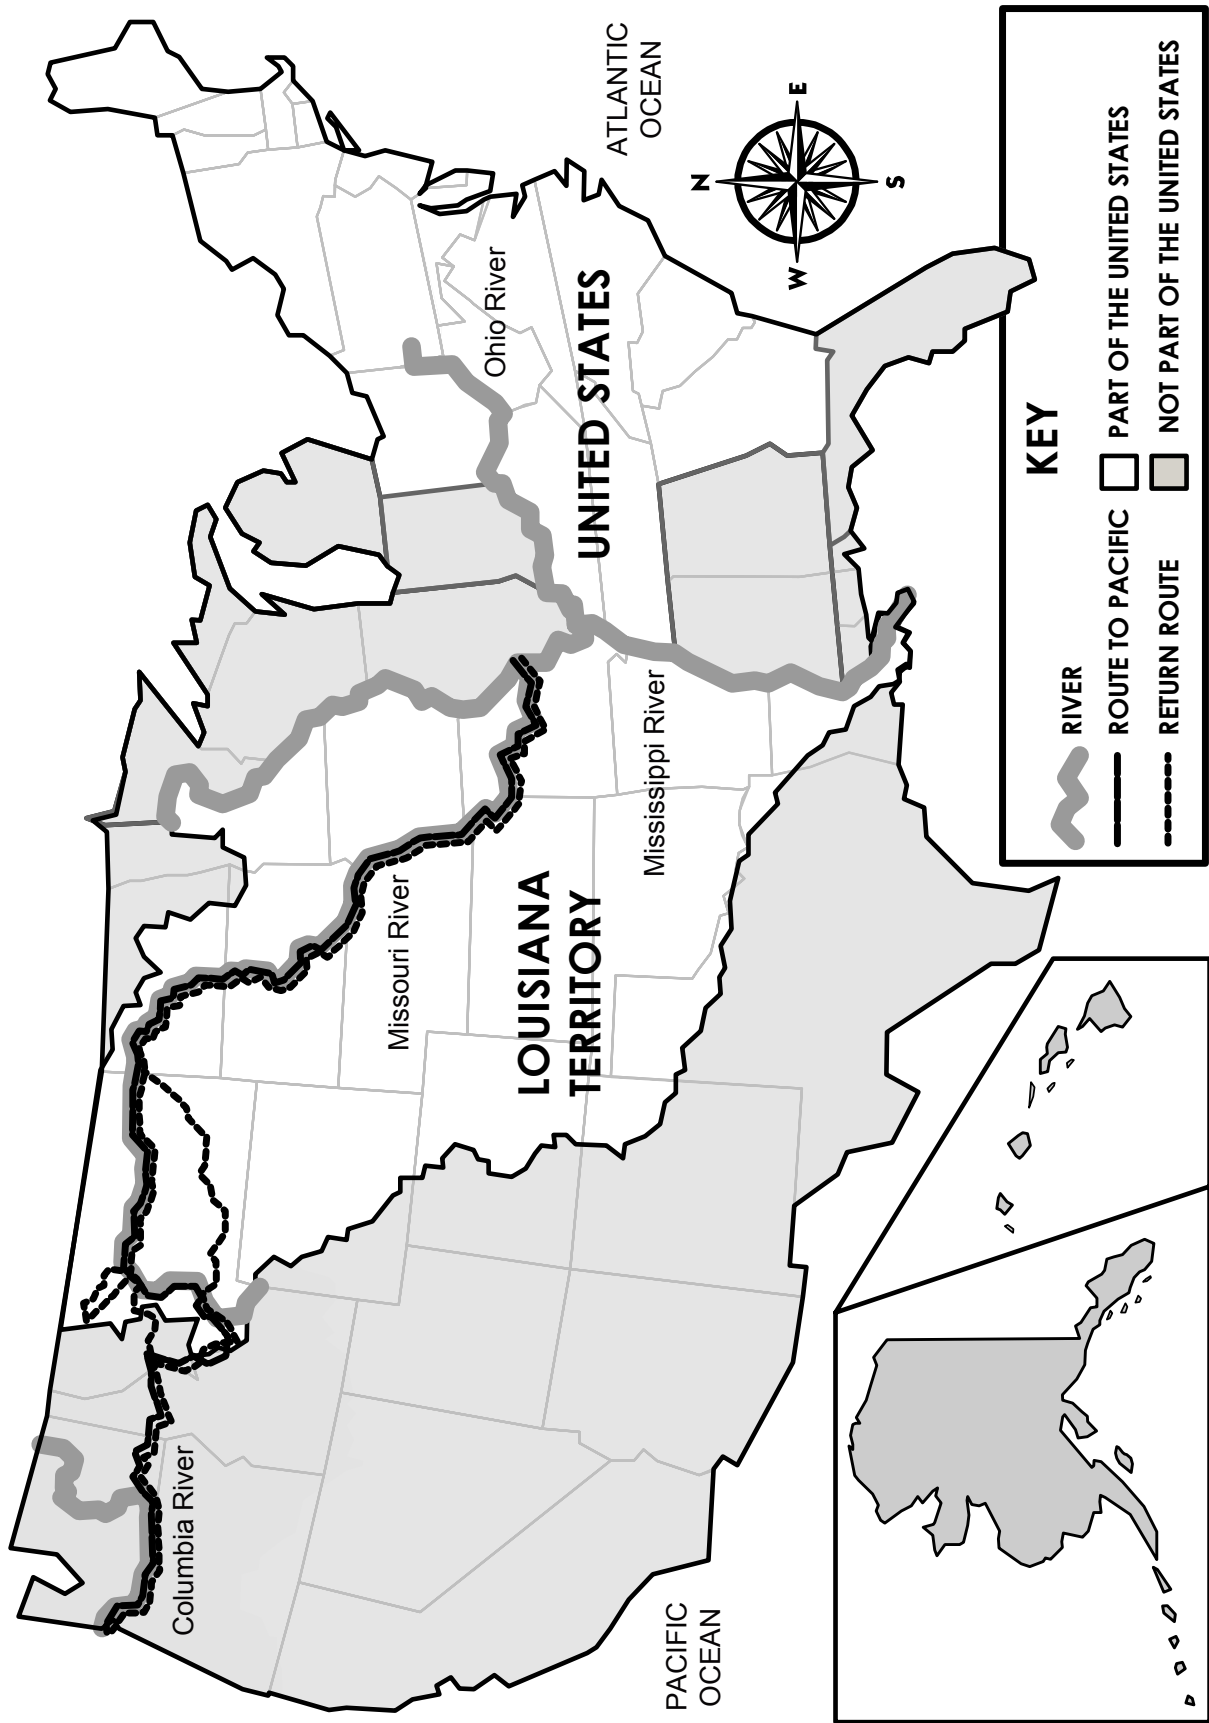 Columbia River
Missouri River
Mississippi River
Ohio River
LOUISIANA
TERRITORY
UNITED STATES
ATLANTIC
OCEAN
PACIFIC
OCEAN
N
E
S
W
KEY
RIVER
ROUTE TO PACIFIC
RETURN ROUTE
PART OF THE UNITED STATES
NOT PART OF THE UNITED STATES